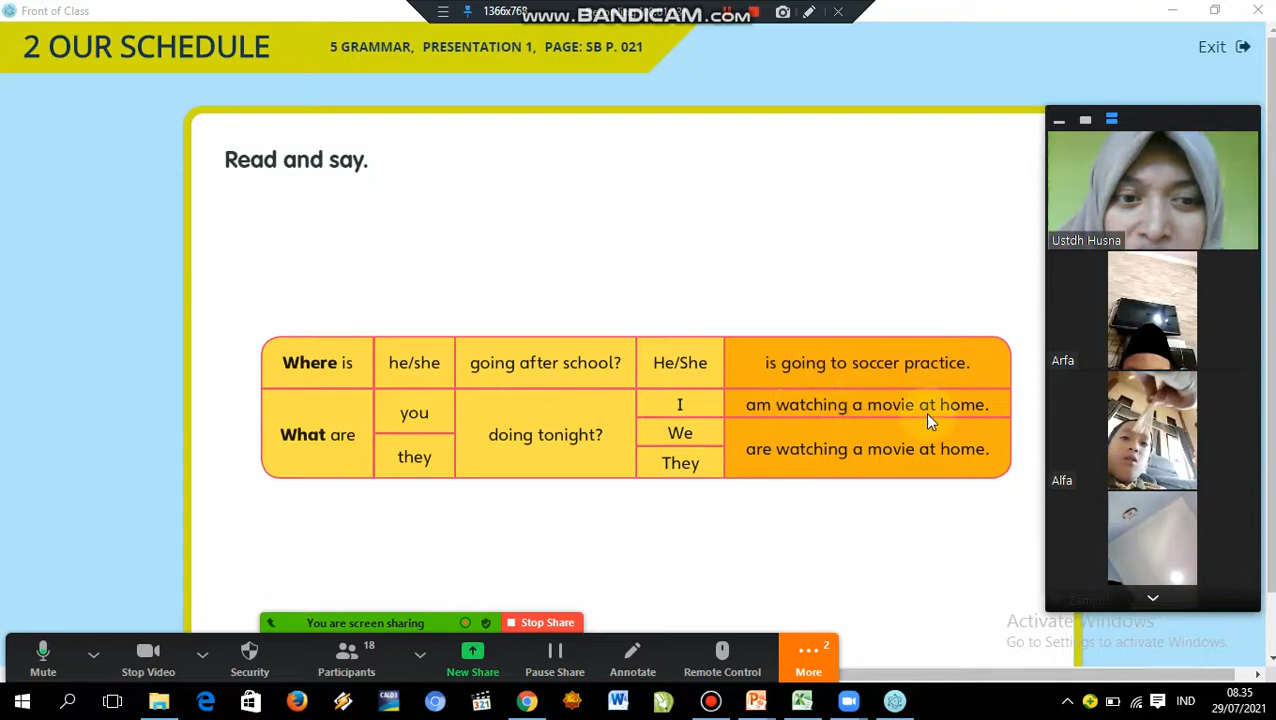 Front of Class
1366x768
www.BANDICAM.com
2 OUR SCHEDULE
5 GRAMMAR, PRESENTATION 1, PAGE: SB P. 021
Exit
Read and say.
Where is he/she going after school? He/She is going to soccer practice.
What are you doing tonight? I am watching a movie at home.
they We are watching a movie at home.
They
Ustdh Husna
Arfa
Alfa
You are screen sharing
Stop Share
Activate Windows
Go to Settings to activate Windows.
Mute
Stop Video
Security
Participants 18
New Share
Pause Share
Annotate
Remote Control
More 2
CALD3
321
IND
08.35
29/07/2021